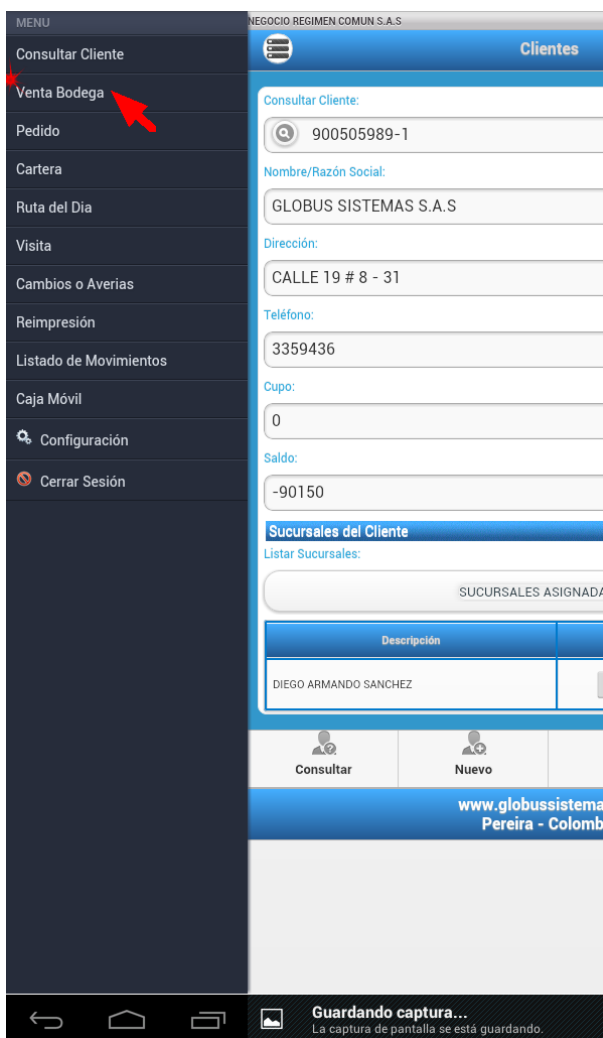 MENU
Consultar Cliente
Venta Bodega
Pedido
Cartera
Ruta del Dia
Visita
Cambios o Averias
Reimpresión
Listado de Movimientos
Caja Móvil
Configuración
Cerrar Sesión
NEGOCIO REGIMEN COMUN S.A.S
Clientes
Consultar Cliente:
900505989-1
Nombre/Razón Social:
GLOBUS SISTEMAS S.A.S
Dirección:
CALLE 19 # 8 - 31
Teléfono:
3359436
Cupo:
0
Saldo:
-90150
Sucursales del Cliente
Listar Sucursales:
SUCURSALES ASIGNADA
Descripción
DIEGO ARMANDO SANCHEZ
Consultar
Nuevo
www.globussistema
Pereira - Colomb
Guardando captura...
La captura de pantalla se está guardando.